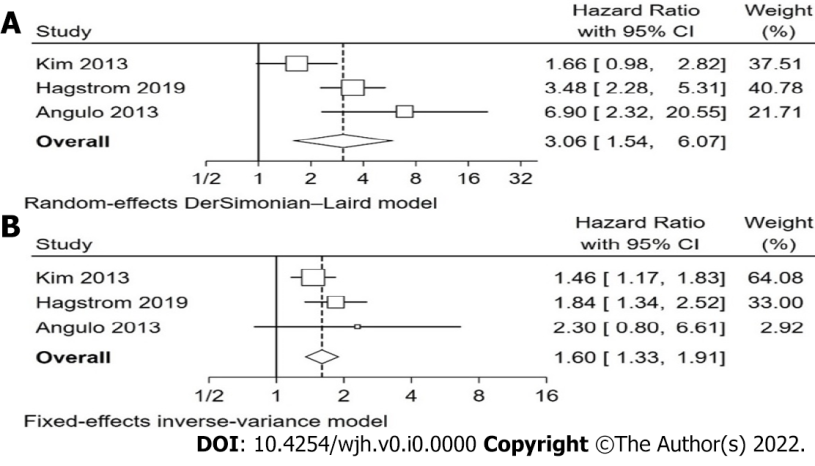 A
Study Hazard Ratio with 95% CI Weight (%)
Kim 2013 1.66 [ 0.98, 2.82] 37.51
Hagstrom 2019 3.48 [ 2.28, 5.31] 40.78
Angulo 2013 6.90 [ 2.32, 20.55] 21.71
Overall 3.06 [ 1.54, 6.07]
1/2 1 2 4 8 16 32
Random-effects DerSimonian–Laird model
B
Study Hazard Ratio with 95% CI Weight (%)
Kim 2013 1.46 [ 1.17, 1.83] 64.08
Hagstrom 2019 1.84 [ 1.34, 2.52] 33.00
Angulo 2013 2.30 [ 0.80, 6.61] 2.92
Overall 1.60 [ 1.33, 1.91]
1/2 1 2 4 8 16
Fixed-effects inverse-variance model
DOI: 10.4254/wjh.v0.i0.0000 Copyright ©The Author(s) 2022.